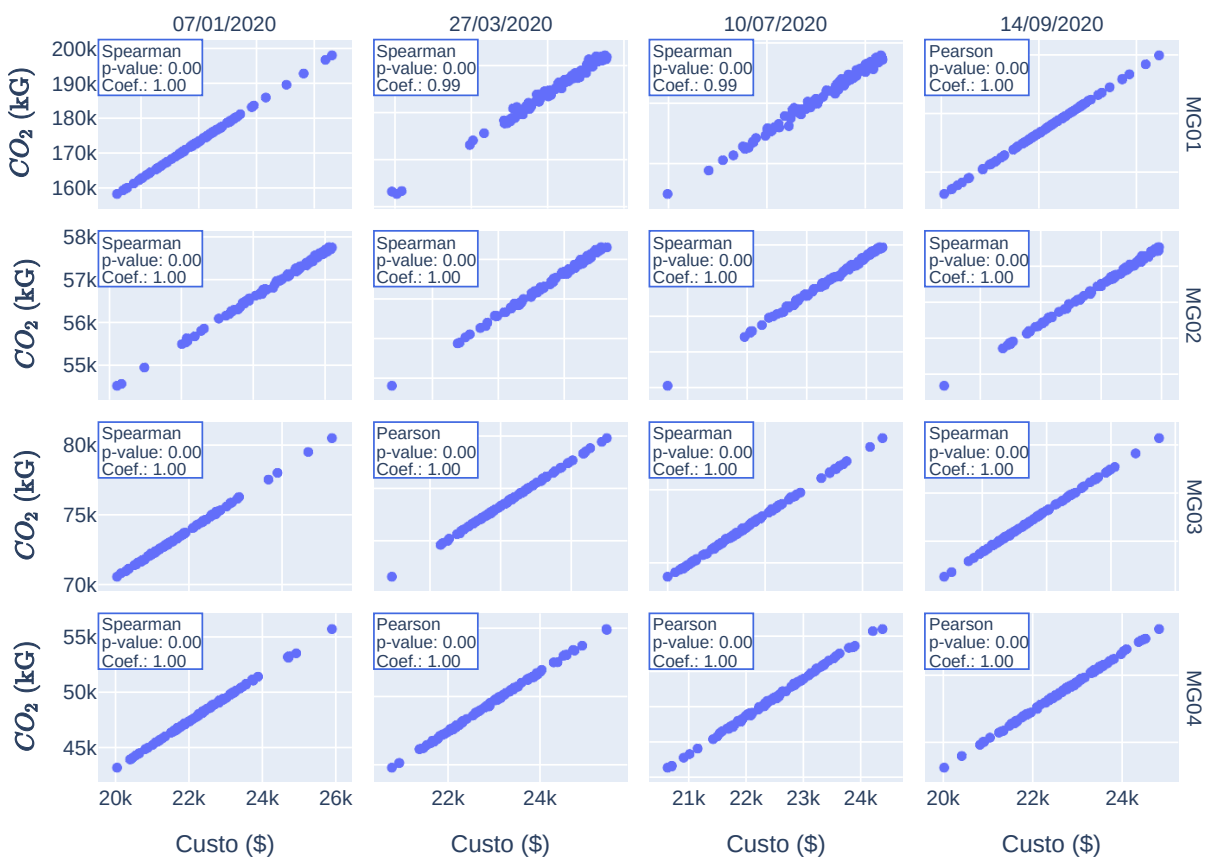 07/01/2020 27/03/2020 10/07/2020 14/09/2020
CO2 (kG)
200k
190k
180k
170k
160k
Spearman
p-value: 0.00
Coef.: 1.00
Spearman
p-value: 0.00
Coef.: 0.99
Spearman
p-value: 0.00
Coef.: 0.99
Pearson
p-value: 0.00
Coef.: 1.00
MG01
CO2 (kG)
58k
57k
56k
55k
Spearman
p-value: 0.00
Coef.: 1.00
Spearman
p-value: 0.00
Coef.: 1.00
Spearman
p-value: 0.00
Coef.: 1.00
Spearman
p-value: 0.00
Coef.: 1.00
MG02
CO2 (kG)
80k
75k
70k
Spearman
p-value: 0.00
Coef.: 1.00
Pearson
p-value: 0.00
Coef.: 1.00
Spearman
p-value: 0.00
Coef.: 1.00
Spearman
p-value: 0.00
Coef.: 1.00
MG03
CO2 (kG)
55k
50k
45k
Spearman
p-value: 0.00
Coef.: 1.00
Pearson
p-value: 0.00
Coef.: 1.00
Pearson
p-value: 0.00
Coef.: 1.00
Pearson
p-value: 0.00
Coef.: 1.00
MG04
20k 22k 24k 26k 22k 24k 21k 22k 23k 24k 20k 22k 24k
Custo ($) Custo ($) Custo ($) Custo ($)